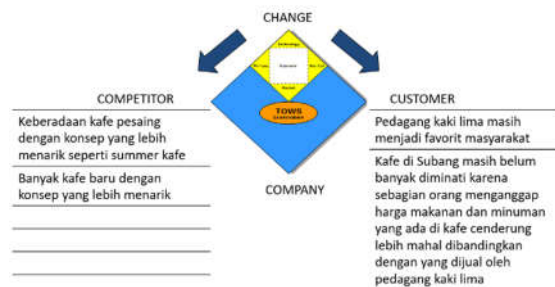 CHANGE
Technology
Economy
Market
TOWS
COMPETITOR
Keberadaan kafe pesaing
dengan konsep yang lebih
menarik seperti summer kafe
Banyak kafe baru dengan
konsep yang lebih menarik
COMPANY
CUSTOMER
Pedagang kaki lima masih
menjadi favorit masyarakat
Kafe di Subang masih belum
banyak diminati karena
sebagian orang menganggap
harga makanan dan minuman
yang ada di kafe cenderung
lebih mahal dibandingkan
dengan yang dijual oleh
pedagang kaki lima